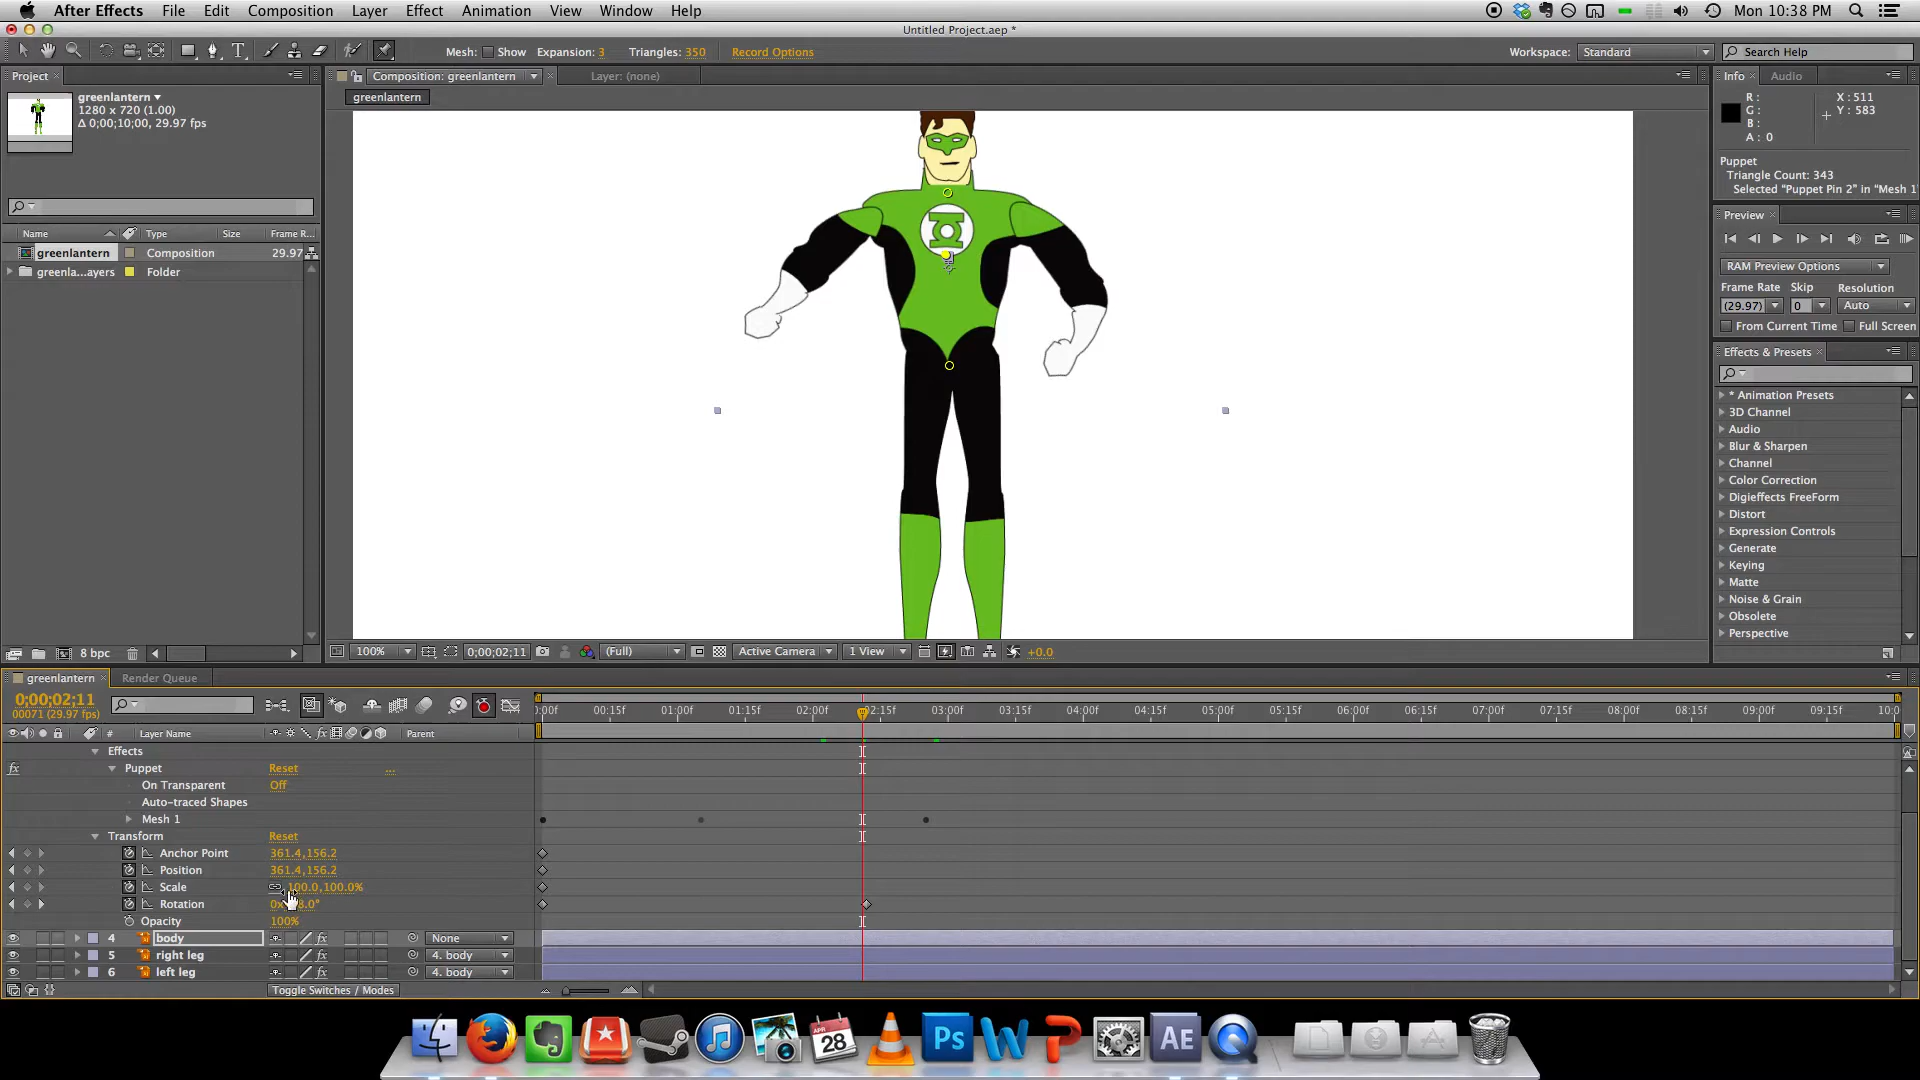 After Effects File Edit Composition Layer Effect Animation View Window Help Mon 10:38 PM
Untitled Project.aep *
Mesh: Show Expansion: 3 Triangles: 350 Record Options Workspace: Standard Search Help
Project Composition: greenlantern Layer: (none) Info Audio
greenlantern
greenlantern
1280 x 720 (1.00)
Δ 0;00;10;00, 29.97 fps
R :
G :
B :
A : 0
X : 511
Y : 583
Puppet
Triangle Count: 343
Selected "Puppet Pin 2" in "Mesh 1"
Preview
RAM Preview Options
Frame Rate Skip Resolution
(29.97) 0 Auto
From Current Time Full Screen
Effects & Presets
* Animation Presets
3D Channel
Audio
Blur & Sharpen
Channel
Color Correction
Digieffects FreeForm
Distort
Expression Controls
Generate
Keying
Matte
Noise & Grain
Obsolete
Perspective
Name Type Size Frame R...
greenlantern Composition 29.97
greenla...ayers Folder
8 bpc
100% 0;00;02;11 (Full) Active Camera 1 View +0.0
greenlantern Render Queue
0;00;02;11
00071 (29.97 fps)
# Layer Name Parent
0:00f 00:15f 01:00f 01:15f 02:00f 02:15f 03:00f 03:15f 04:00f 04:15f 05:00f 05:15f 06:00f 06:15f 07:00f 07:15f 08:00f 08:15f 09:00f 09:15f 10:0
Effects
fx Puppet Reset ...
On Transparent Off
Auto-traced Shapes
Mesh 1
Transform Reset
Anchor Point 361.4,156.2
Position 361.4,156.2
Scale 100.0,100.0%
Rotation
Opacity 100%
4 body None
5 right leg 4. body
6 left leg 4. body
Toggle Switches / Modes
APR
28
Ps
AE